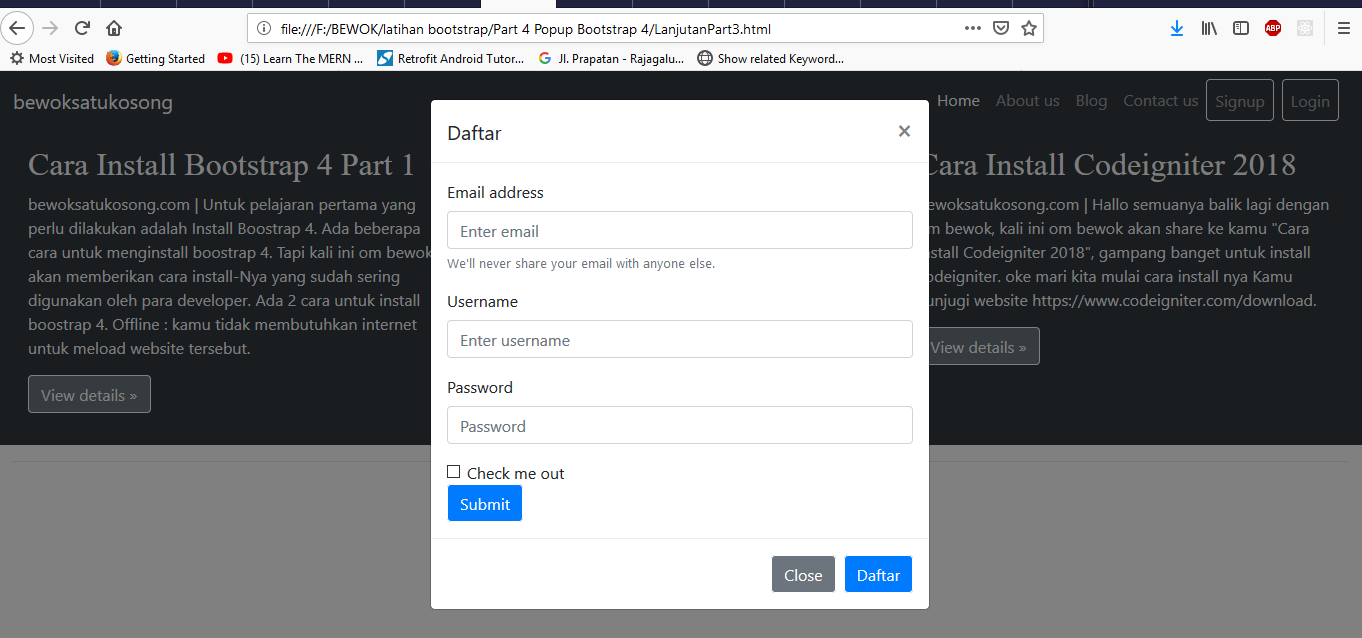 file:///F:/BEWOK/latihan bootstrap/Part 4 Popup Bootstrap 4/LanjutanPart3.html
ABP
Most Visited Getting Started (15) Learn The MERN ... Retrofit Android Tutor... Jl. Prapatan - Rajagalu... Show related Keyword...
bewoksatukosong
Home About us Blog Contact us Signup Login
Cara Install Bootstrap 4 Part 1
bewoksatukosong.com | Untuk pelajaran pertama yang
perlu dilakukan adalah Install Boostrap 4. Ada beberapa
cara untuk menginstall boostrap 4. Tapi kali ini om bewok
akan memberikan cara install-Nya yang sudah sering
digunakan oleh para developer. Ada 2 cara untuk install
boostrap 4. Offline : kamu tidak membutuhkan internet
untuk meload website tersebut.
View details »
Daftar ×
Email address
Enter email
We'll never share your email with anyone else.
Username
Enter username
Password
Password
Check me out
Submit
Close Daftar
Cara Install Codeigniter 2018
ewoksatukosong.com | Hallo semuanya balik lagi dengan
m bewok, kali ini om bewok akan share ke kamu "Cara
stall Codeigniter 2018", gampang banget untuk install
odeigniter. oke mari kita mulai cara install nya Kamu
unjugi website https://www.codeigniter.com/download.
View details »